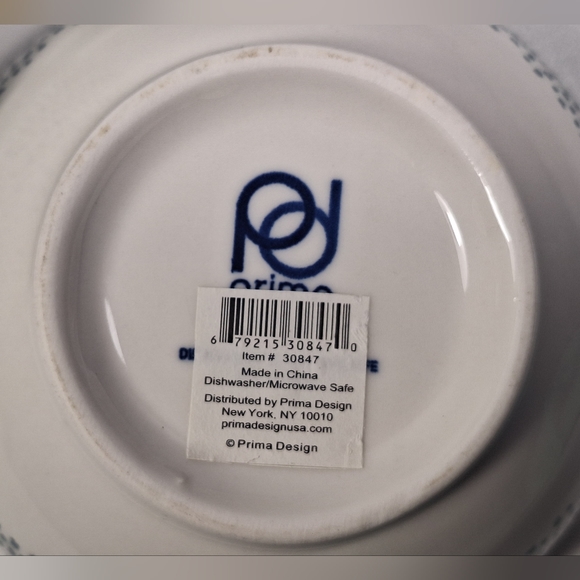 pd
prima
6 79215 30847 0
Item # 30847
Made in China
Dishwasher/Microwave Safe
Distributed by Prima Design
New York, NY 10010
primadesignusa.com
© Prima Design